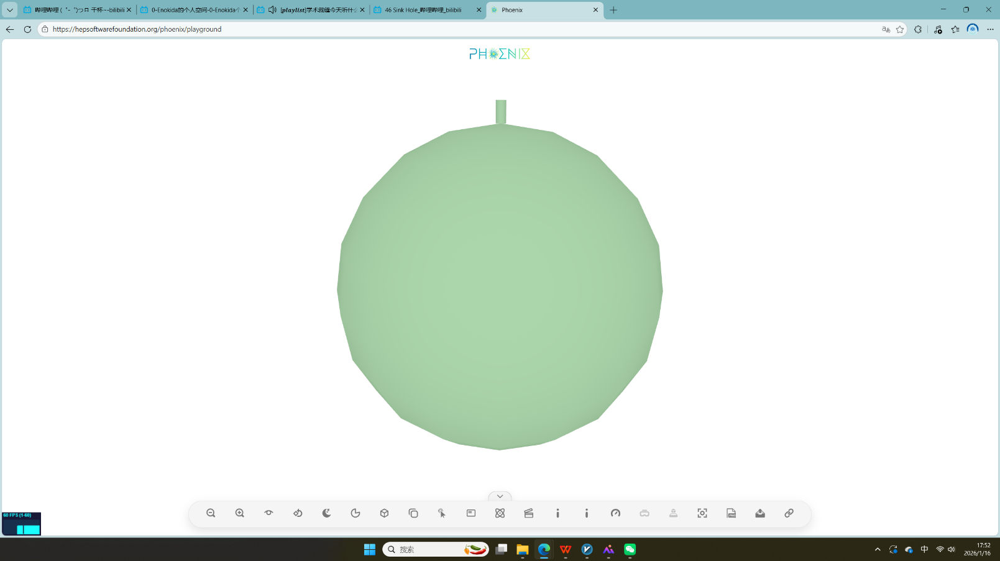 哔哩哔哩 (゜-゜)つロ 干杯~-bilibili
0-Enokida的个人空间-0-Enokida个
[playlist]学术裁缝今天听什么
46 Sink Hole_哔哩哔哩_bilibili
Phoenix
https://hepsoftwarefoundation.org/phoenix/playground
PHOENIX
60 FPS (1-60)
搜索
中
17:52
2026/1/16